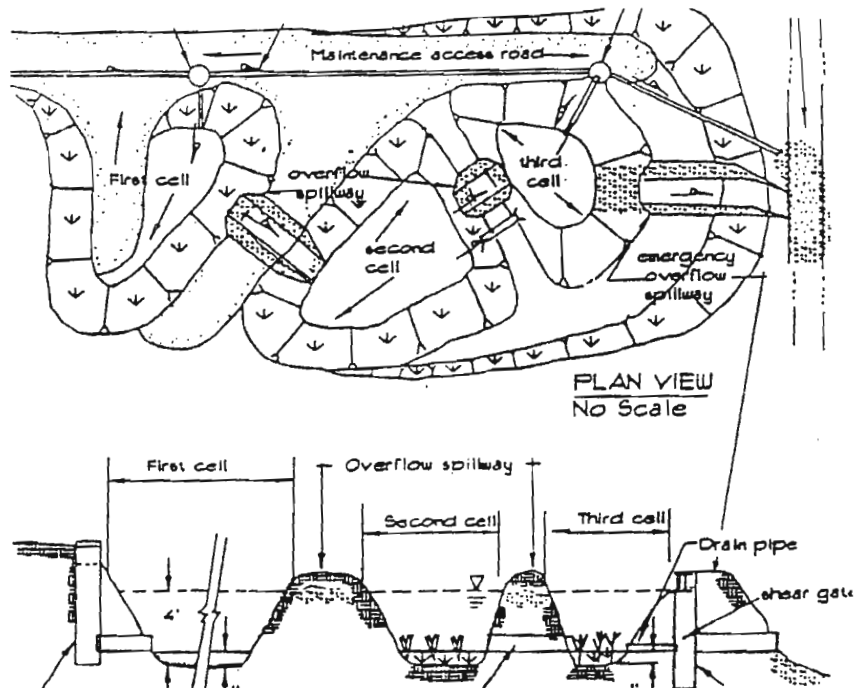 Maintenance access road
First cell
overflow
spillway
third
cell
second
cell
emergency
overflow
spillway
PLAN VIEW
No Scale
First cell
Overflow spillway
Second cell
Third cell
Drain pipe
shear gate
4'